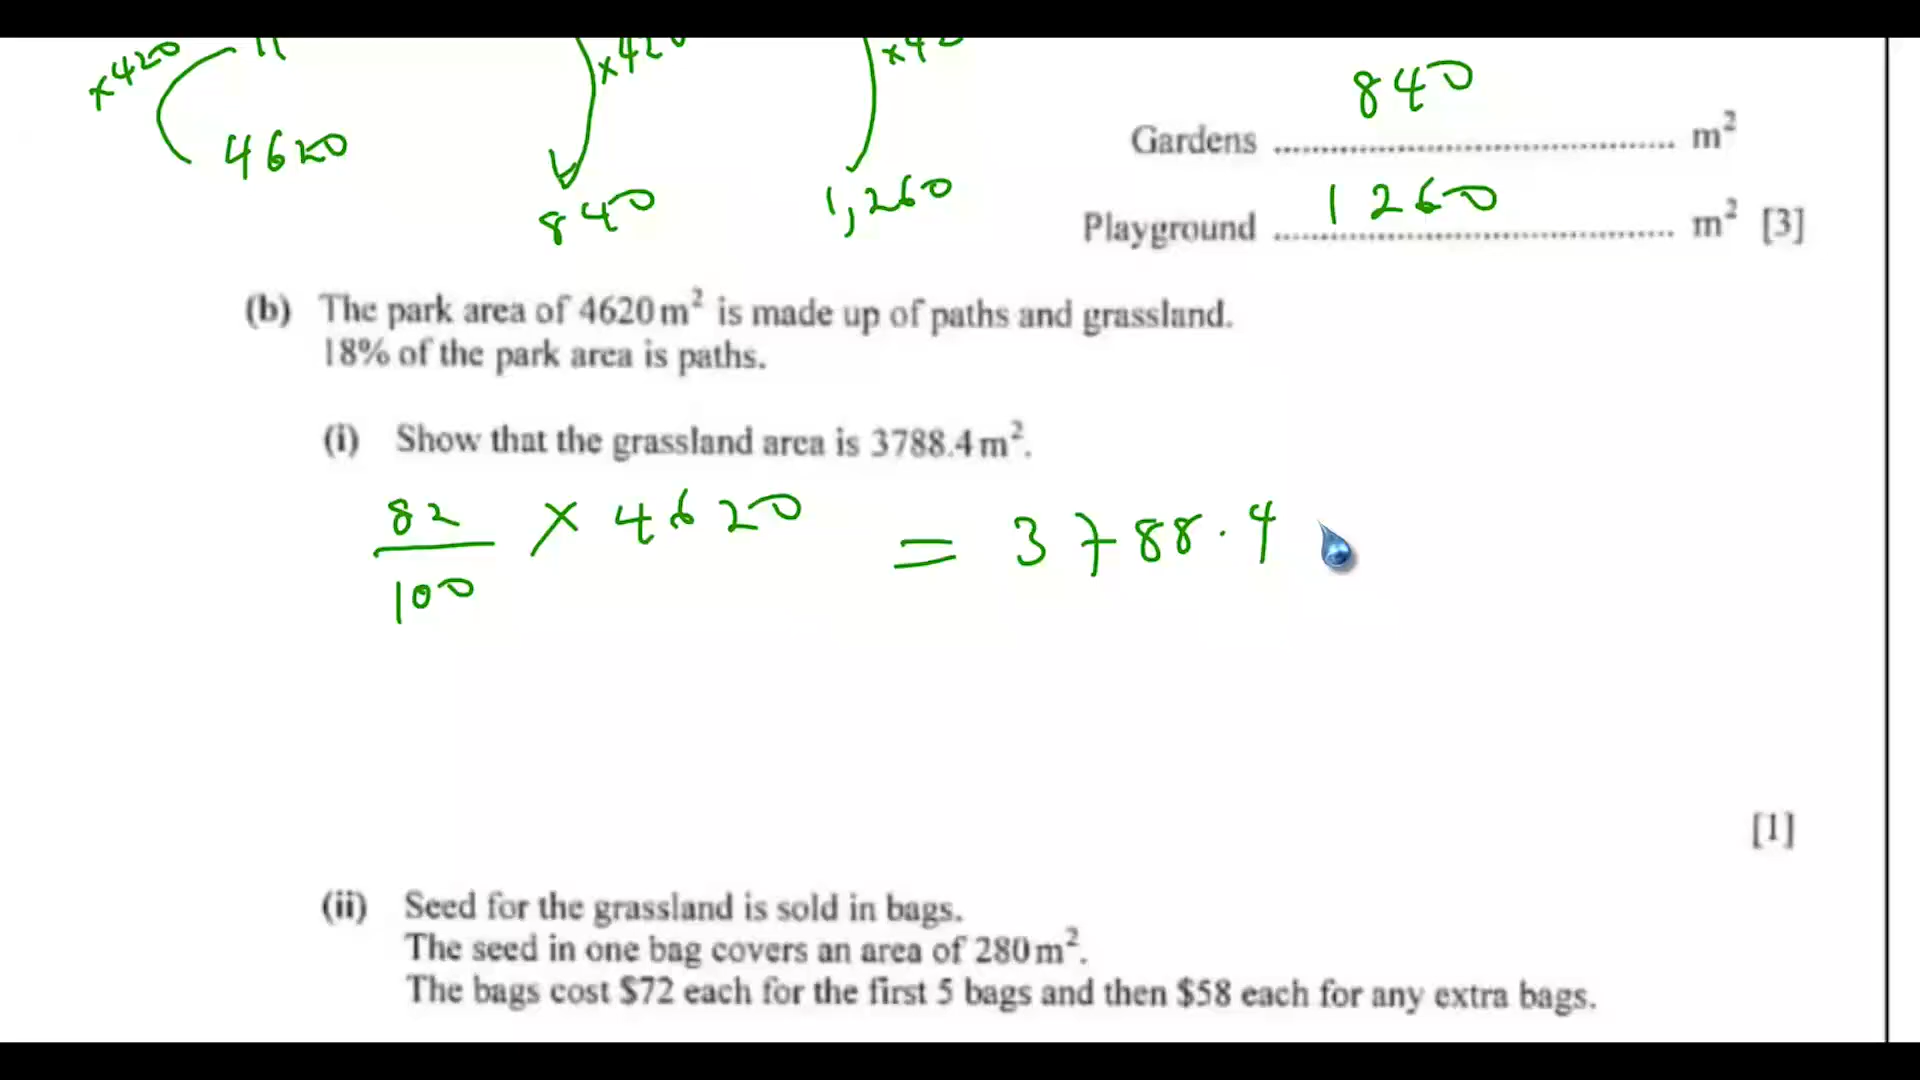 ×420 11 ×420 ×42
4620 840 1,260
840
Gardens ........................................ m²
1260
Playground ........................................ m² [3]
(b) The park area of 4620 m² is made up of paths and grassland.
18% of the park area is paths.
(i) Show that the grassland area is 3788.4 m².
82/100 × 4620 = 3788.4
[1]
(ii) Seed for the grassland is sold in bags.
The seed in one bag covers an area of 280 m².
The bags cost $72 each for the first 5 bags and then $58 each for any extra bags.